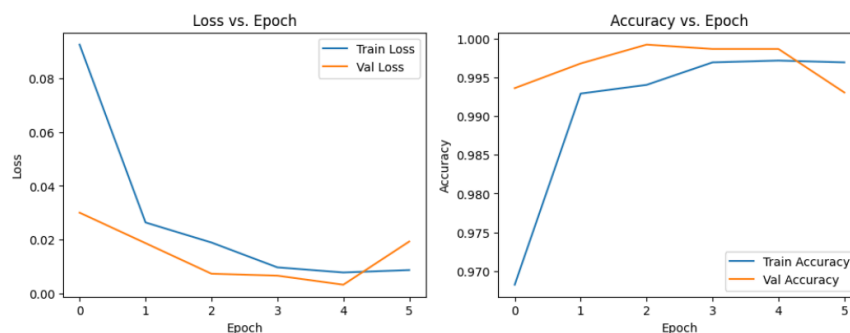 Loss vs. Epoch
Train Loss
Val Loss
0.08
0.06
0.04
0.02
0.00
Loss
0
1
2
3
4
5
Epoch
Accuracy vs. Epoch
1.000
0.995
0.990
0.985
0.980
0.975
0.970
Accuracy
Train Accuracy
Val Accuracy
0
1
2
3
4
5
Epoch